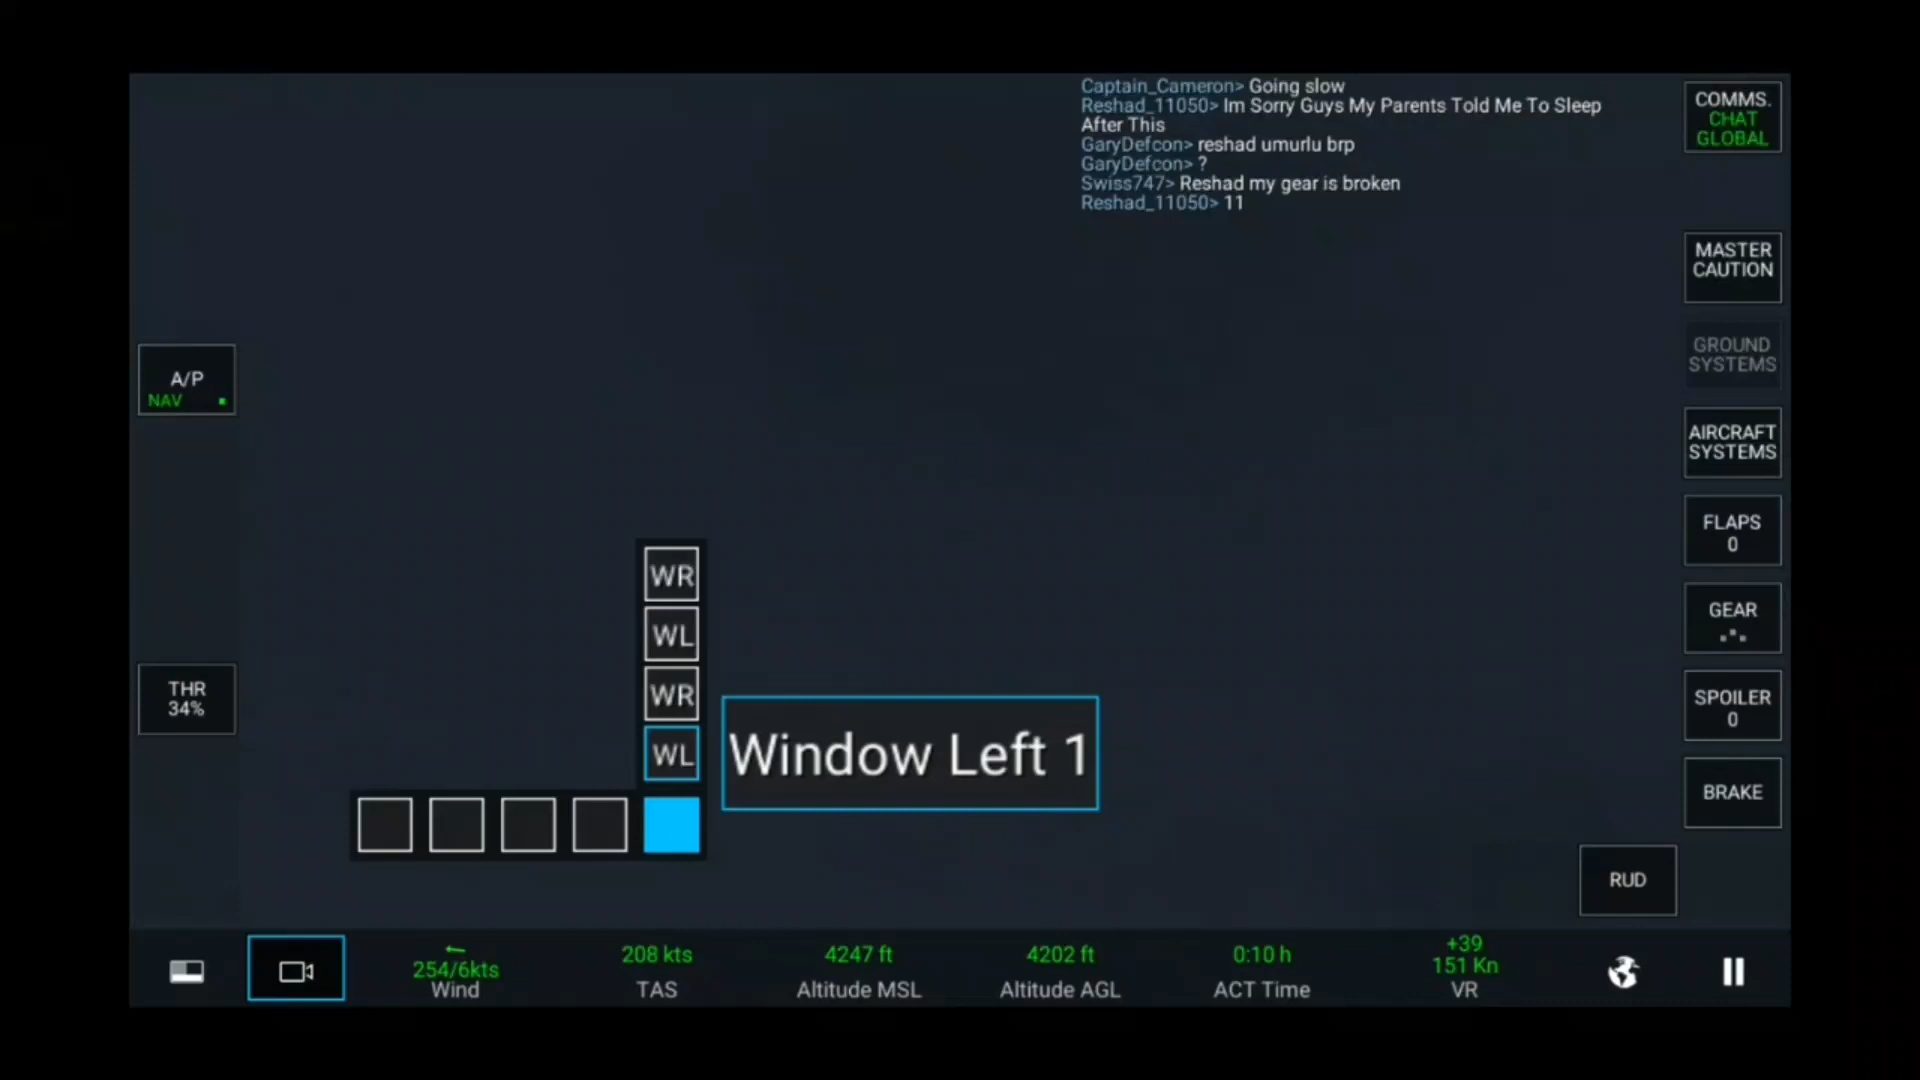 Captain_Cameron> Going slow
Reshad_11050> Im Sorry Guys My Parents Told Me To Sleep
After This
GaryDefcon> reshad umurlu brp
GaryDefcon> ?
Swiss747> Reshad my gear is broken
Reshad_11050> 11
COMMS.
CHAT
GLOBAL
MASTER
CAUTION
GROUND
SYSTEMS
A/P
NAV
AIRCRAFT
SYSTEMS
FLAPS
0
WR
WL
GEAR
WR
THR
34%
SPOILER
0
WL
Window Left 1
BRAKE
RUD
254/6kts
Wind
208 kts
TAS
4247 ft
Altitude MSL
4202 ft
Altitude AGL
0:10 h
ACT Time
+39
151 Kn
VR